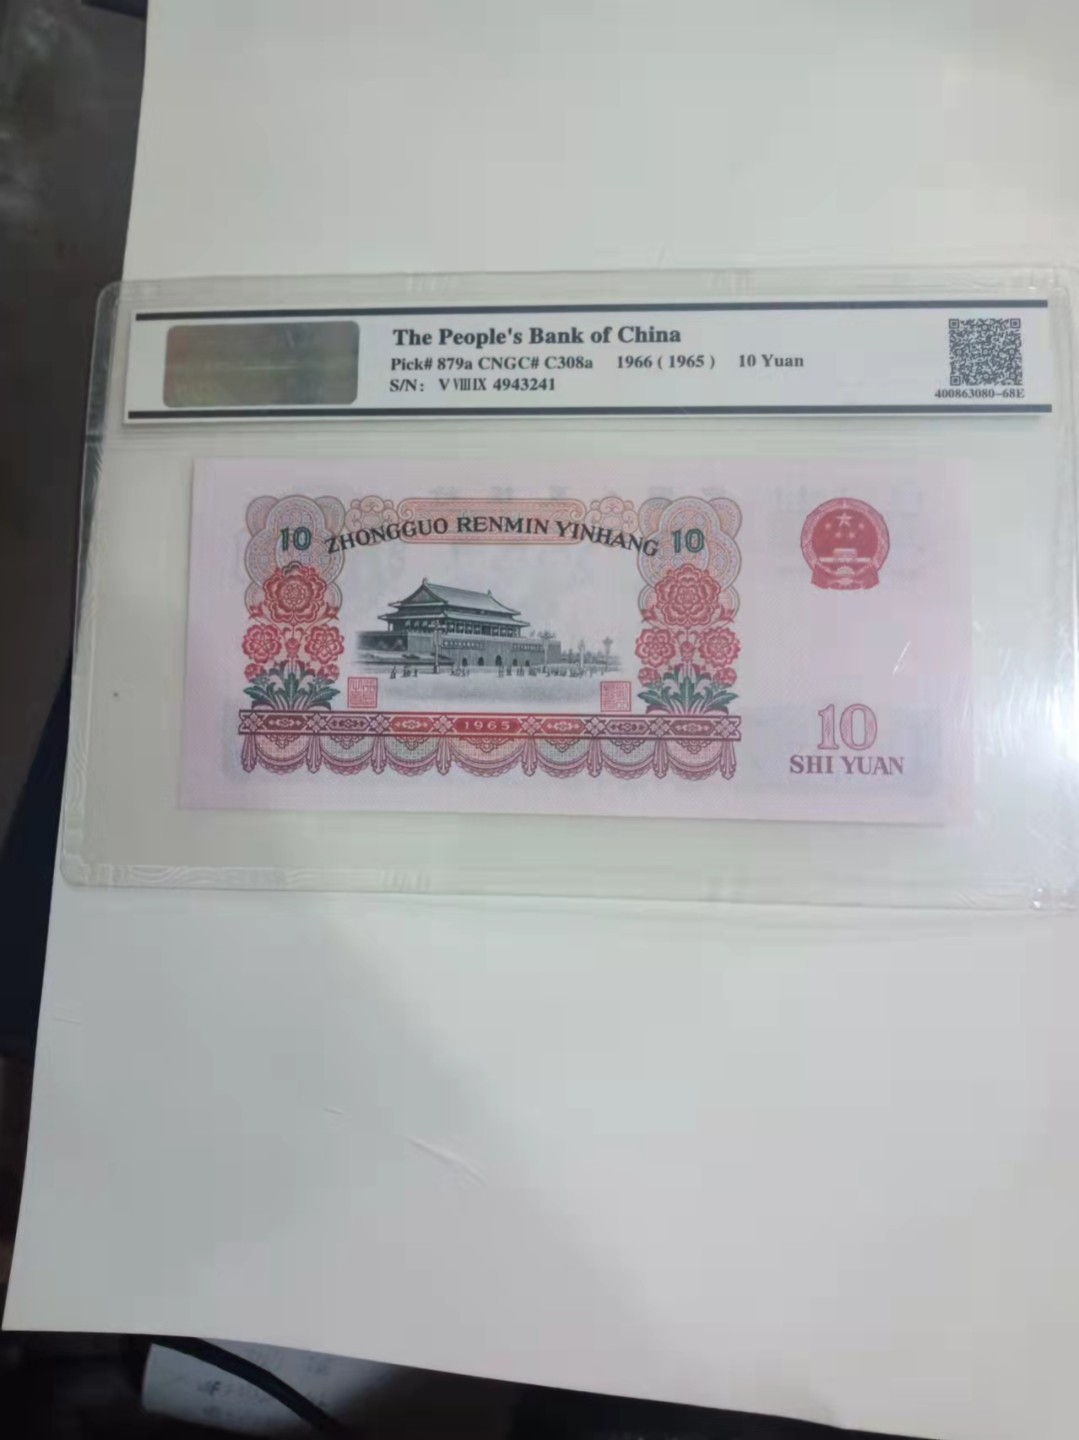 The People's Bank of China
Pick# 879a CNGC# C308a 1966 ( 1965 ) 10 Yuan
S/N: V VIII IX 4943241
400863080-68E
10 ZHONGGUO RENMIN YINHANG 10
1965
10
SHI YUAN